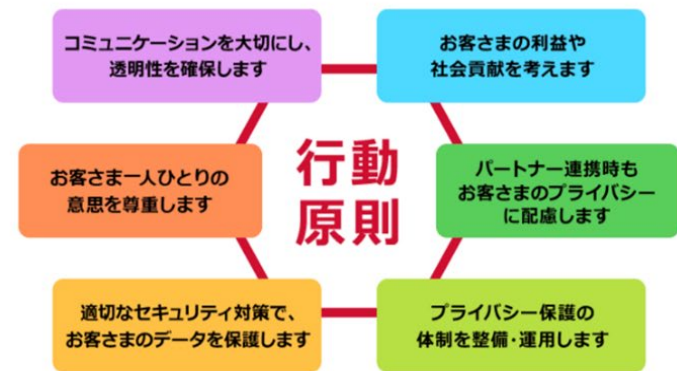 コミュニケーションを大切にし、
透明性を確保します
お客さまの利益や
社会貢献を考えます
お客さま一人ひとりの
意思を尊重します
行動
原則
パートナー連携時も
お客さまのプライバシー
に配慮します
適切なセキュリティ対策で、
お客さまのデータを保護します
プライバシー保護の
体制を整備・運用します